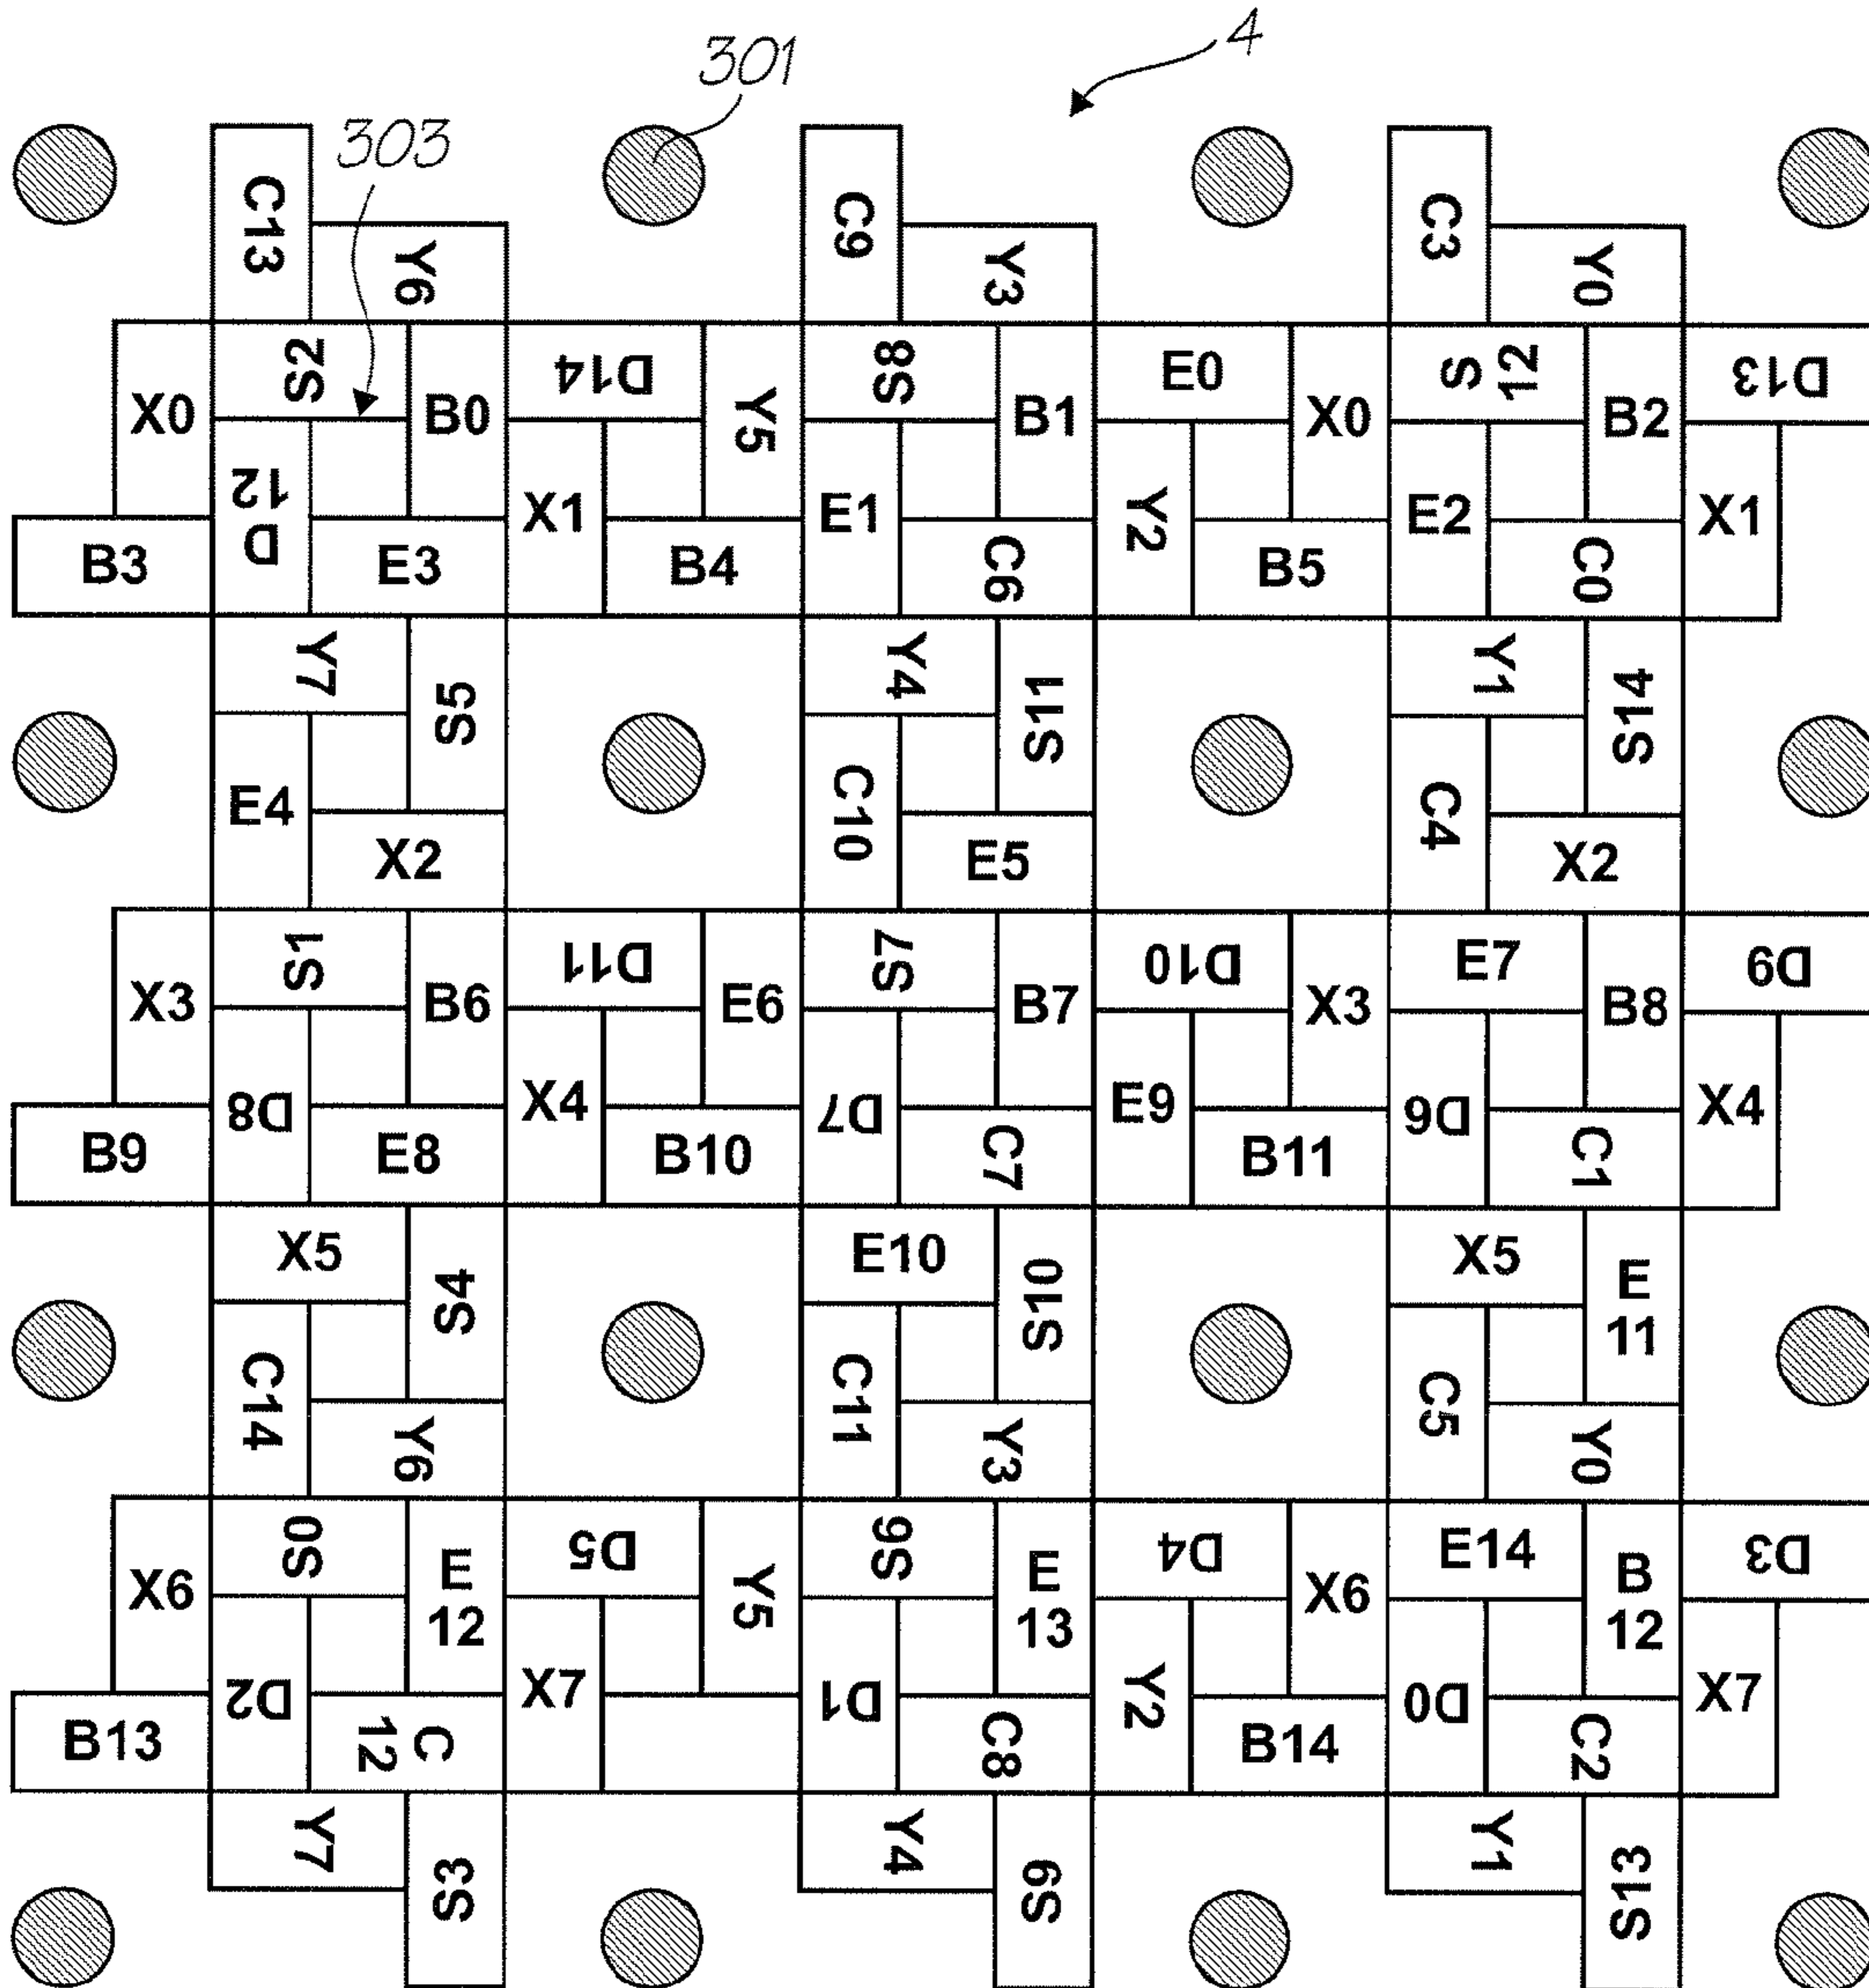 4
301
303
C13
C9
C3
Y6
Y3
Y0
X0
S2
B0
D14
Y5
S8
B1
E0
X0
S
12
B2
D13
D
12
X1
E1
Y2
E2
X1
B3
E3
B4
C6
B5
C0
Y7
S5
Y4
S11
Y1
S14
E4
C10
C4
X2
E5
X2
X3
S1
B6
D11
E6
S7
B7
D10
X3
E7
B8
D9
D8
X4
D7
E9
D6
X4
B9
E8
B10
C7
B11
C1
X5
S4
E10
S10
X5
E
11
C14
C11
C5
Y6
Y3
Y0
X6
S0
E
12
D5
Y5
S6
E
13
D4
X6
E14
B
12
D3
D2
X7
D1
Y2
D0
X7
B13
C
12
C8
B14
C2
Y7
S3
Y4
S9
Y1
S13